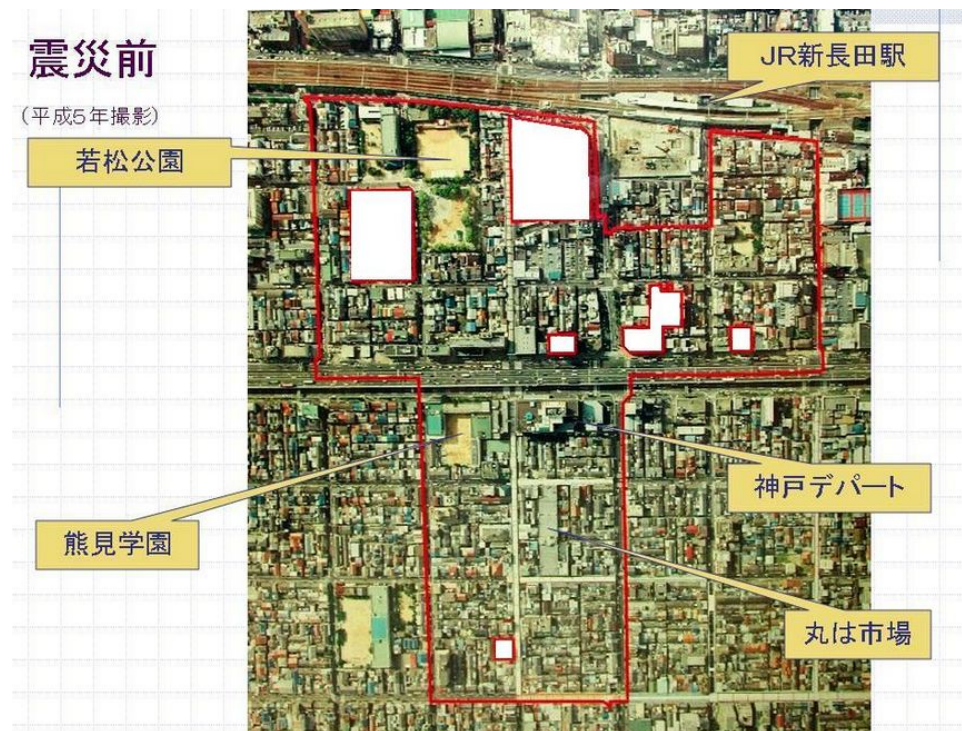 震災前
(平成5年撮影)
JR新長田駅
若松公園
神戸デパート
熊見学園
丸は市場